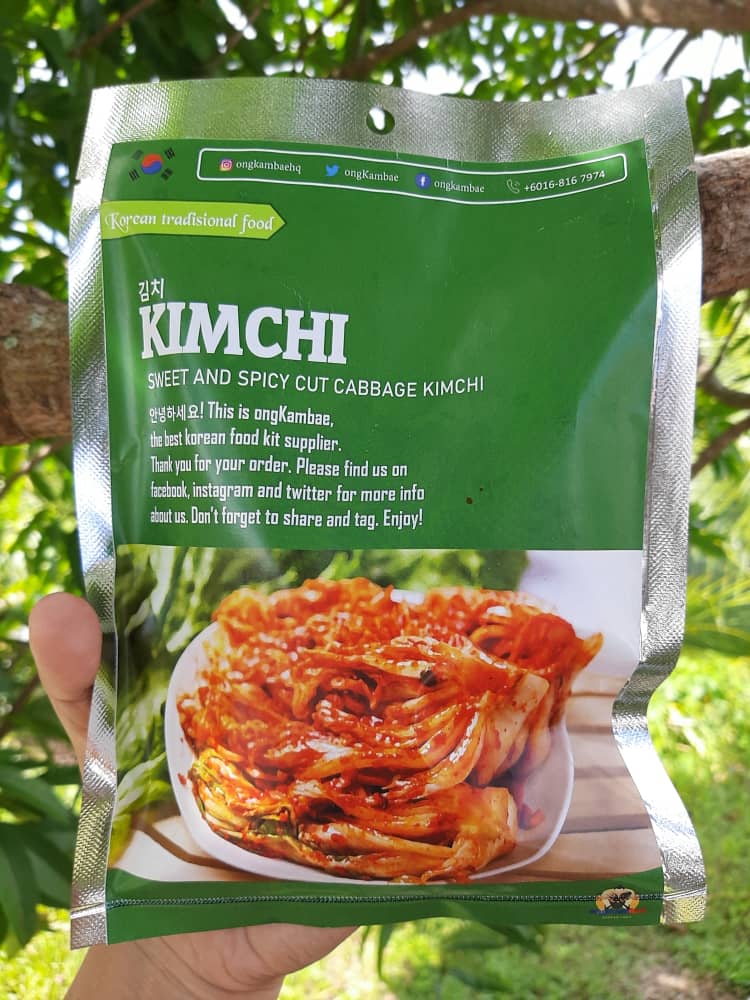 ongkambaehq ongKambae ongkambae +6016-816 7974
Korean tradisional food
김치
KIMCHI
SWEET AND SPICY CUT CABBAGE KIMCHI
안녕하세요! This is ongKambae,
the best korean food kit supplier.
Thank you for your order. Please find us on
facebook, instagram and twitter for more info
about us. Don't forget to share and tag. Enjoy!